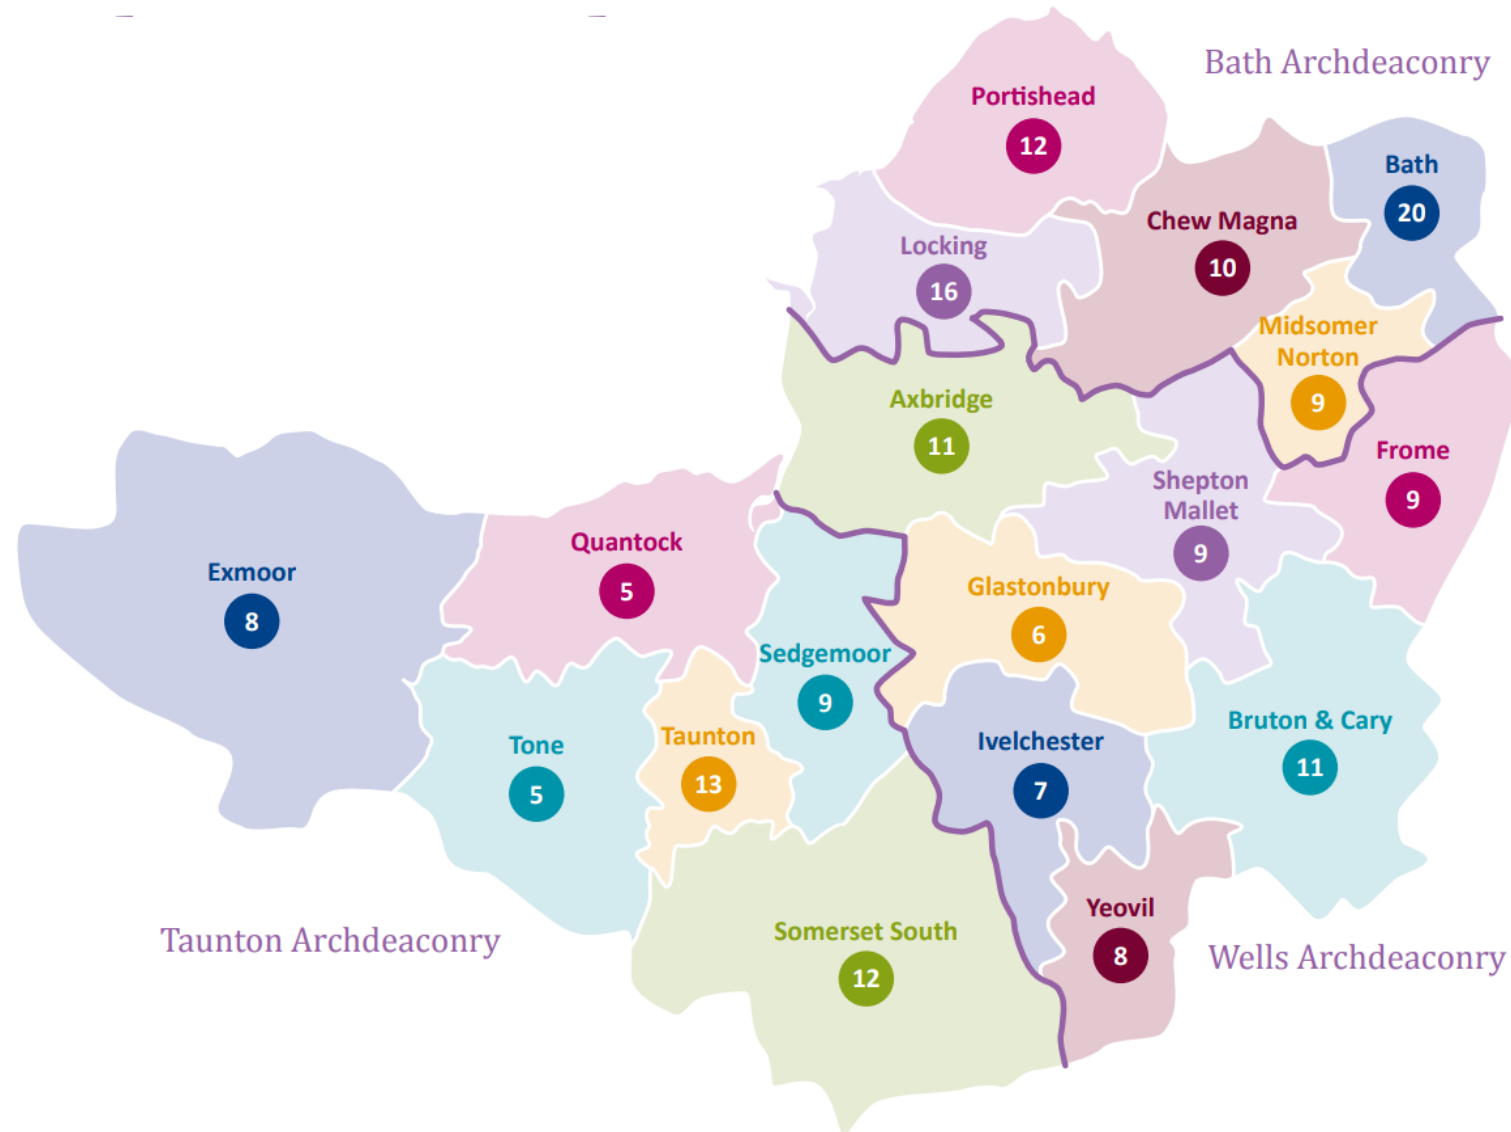 Bath Archdeaconry
Portishead
12
Bath
20
Chew Magna
10
Locking
16
Midsomer
Norton
9
Axbridge
11
Frome
9
Shepton
Mallet
9
Quantock
5
Exmoor
8
Glastonbury
6
Sedgemoor
9
Bruton & Cary
11
Taunton
13
Ivelchester
7
Tone
5
Yeovil
8
Somerset South
12
Taunton Archdeaconry
Wells Archdeaconry